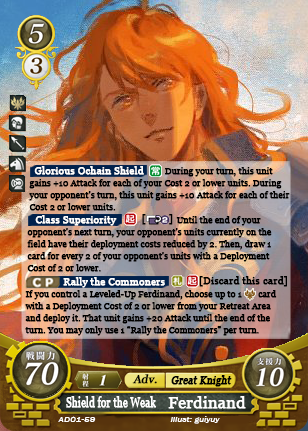 5
3
Glorious Ochain Shield 常 During your turn, this unit
gains +10 Attack for each of your Cost 2 or lower units. During
your opponent's turn, this unit gains +10 Attack for each of their
Cost 2 or lower units.
Class Superiority 起 [⟳2] Until the end of your
opponent's next turn, your opponent's units currently on the
field have their deployment costs reduced by 2. Then, draw 1
card for every 2 of your opponent's units with a Deployment
Cost of 2 or lower.
C P Rally the Commoners 札 起 [Discard this card]
If you control a Leveled-Up Ferdinand, choose up to 1 card
with a Deployment Cost of 2 or lower from your Retreat Area
and deploy it. That unit gains +20 Attack until the end of the
turn. You may only use 1 "Rally the Commoners" per turn.
戦闘力
70
射程 1
Adv.
Great Knight
支援力
10
Shield for the Weak Ferdinand
AD01-59
Illust: guiyuy